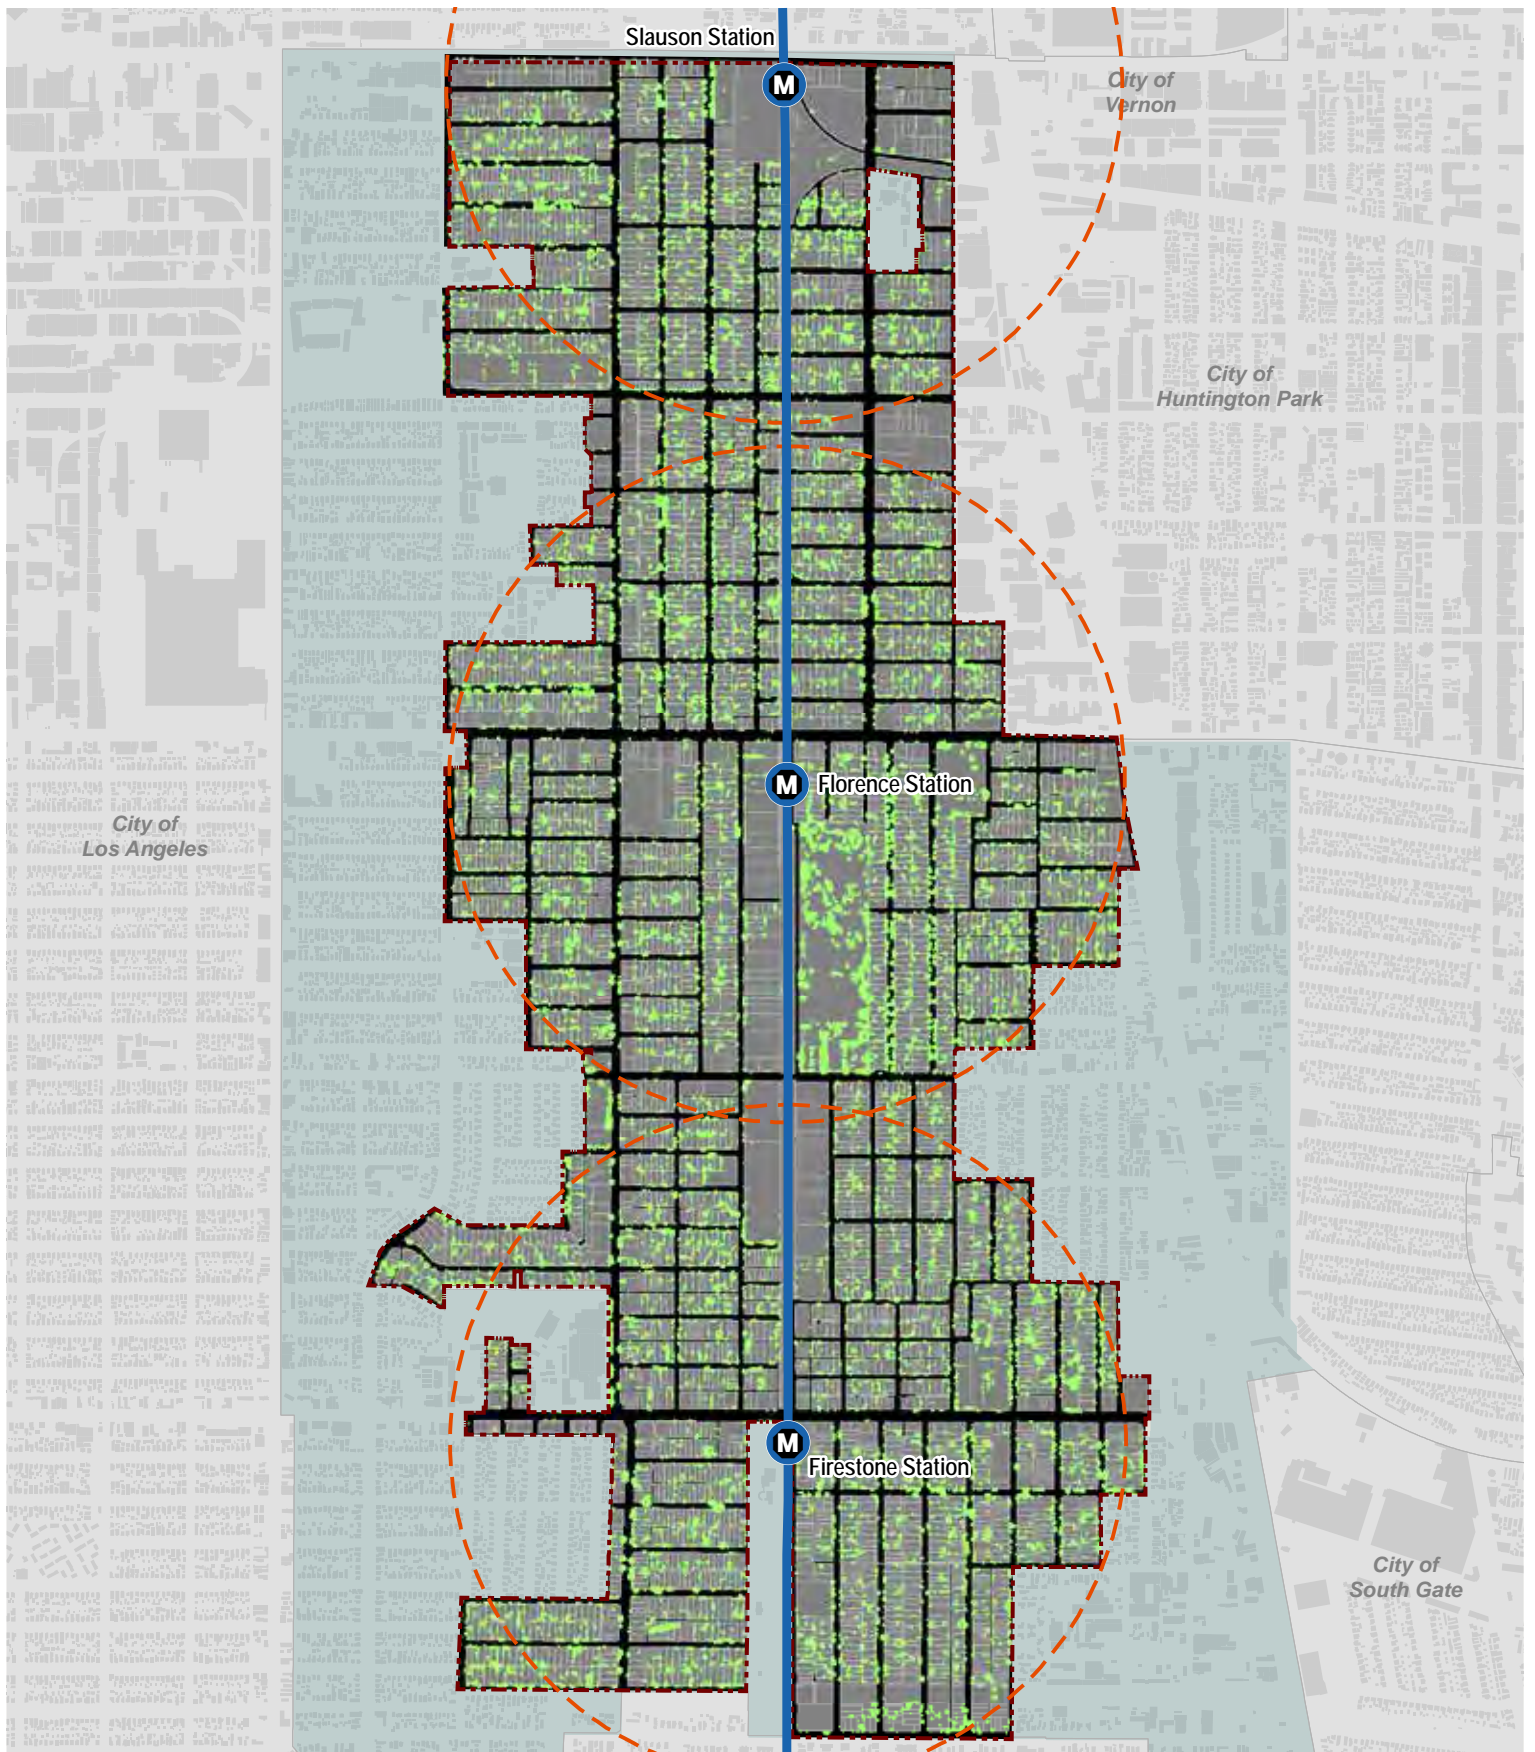 Slauson Station
M
City of
Vernon
City of
Huntington Park
M
Florence Station
City of
Los Angeles
M
Firestone Station
City of
South Gate